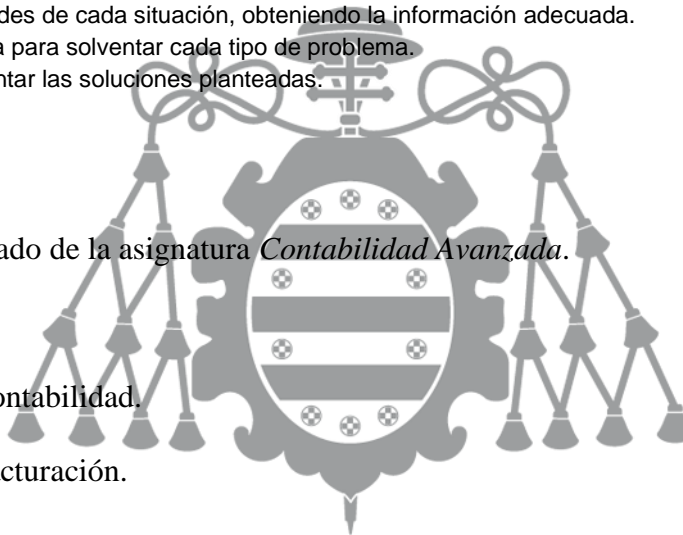 des de cada situación, obteniendo la información adecuada.
a para solventar cada tipo de problema.
ntar las soluciones planteadas.
ado de la asignatura Contabilidad Avanzada.
ontabilidad.
cturación.